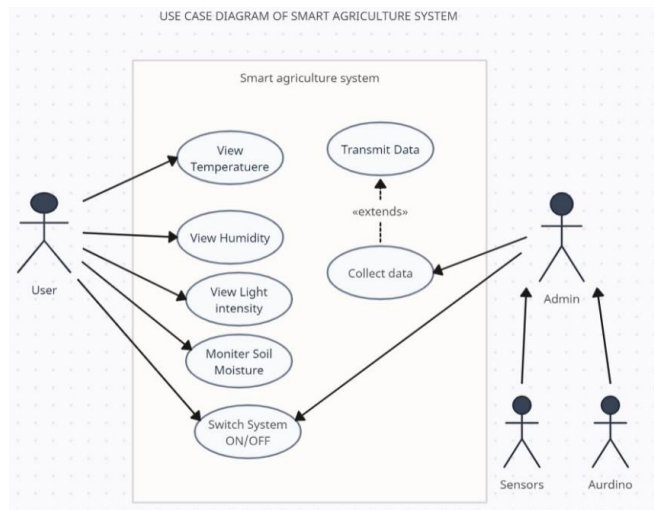 USE CASE DIAGRAM OF SMART AGRICULTURE SYSTEM
Smart agriculture system
View
Temperatuere
Transmit Data
«extends»
View Humidity
Collect data
User
View Light
intensity
Admin
Moniter Soil
Moisture
Switch System
ON/OFF
Sensors
Aurdino